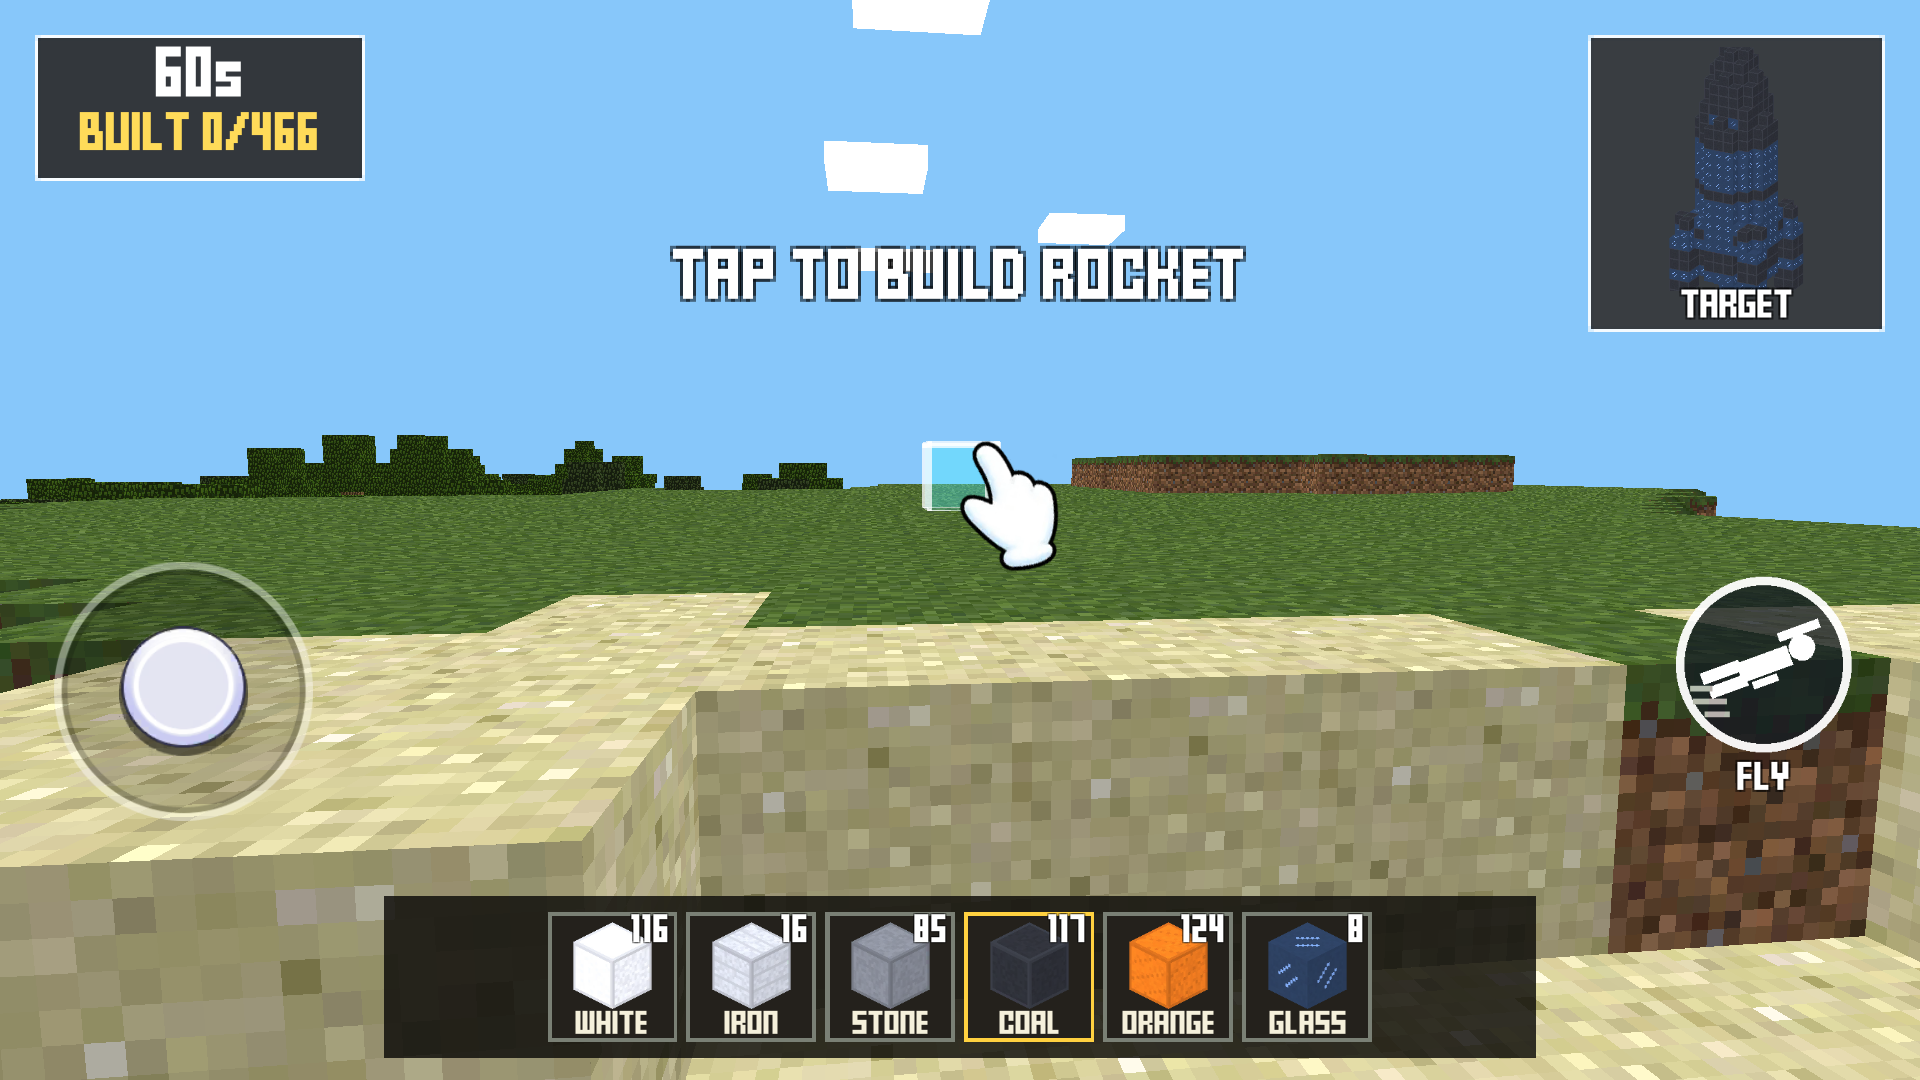 60s
BUILT 0/466
TARGET
TAP TO BUILD ROCKET
FLY
116
16
85
117
124
8
WHITE
IRON
STONE
COAL
ORANGE
GLASS